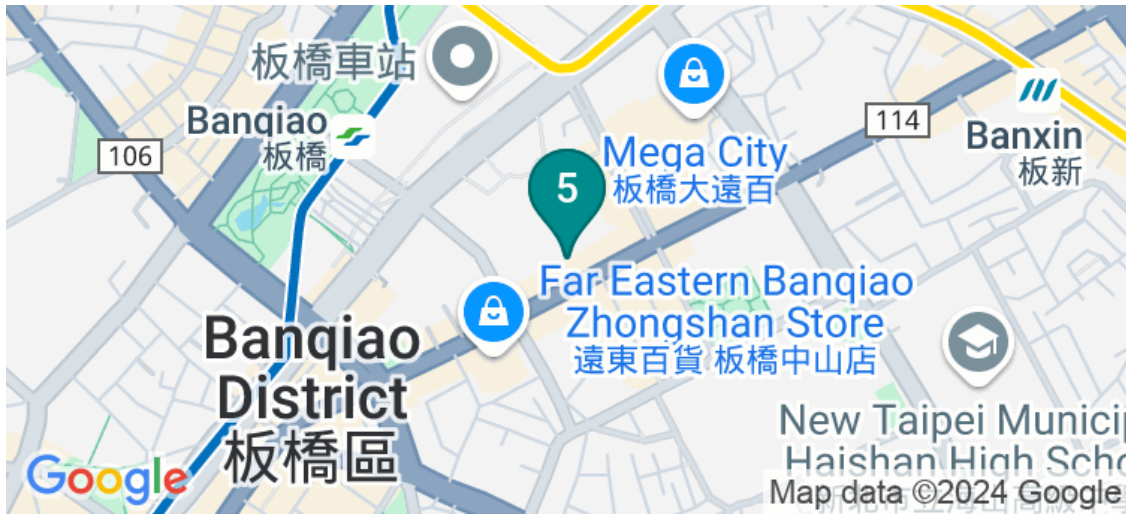 板橋車站
Banqiao
板橋
106
114
Banxin
板新
Mega City
板橋大遠百
5
Far Eastern Banqiao
Zhongshan Store
遠東百貨 板橋中山店
Banqiao
District
板橋區
New Taipei Municip
Haishan High Scho
Google
Map data ©2024 Google